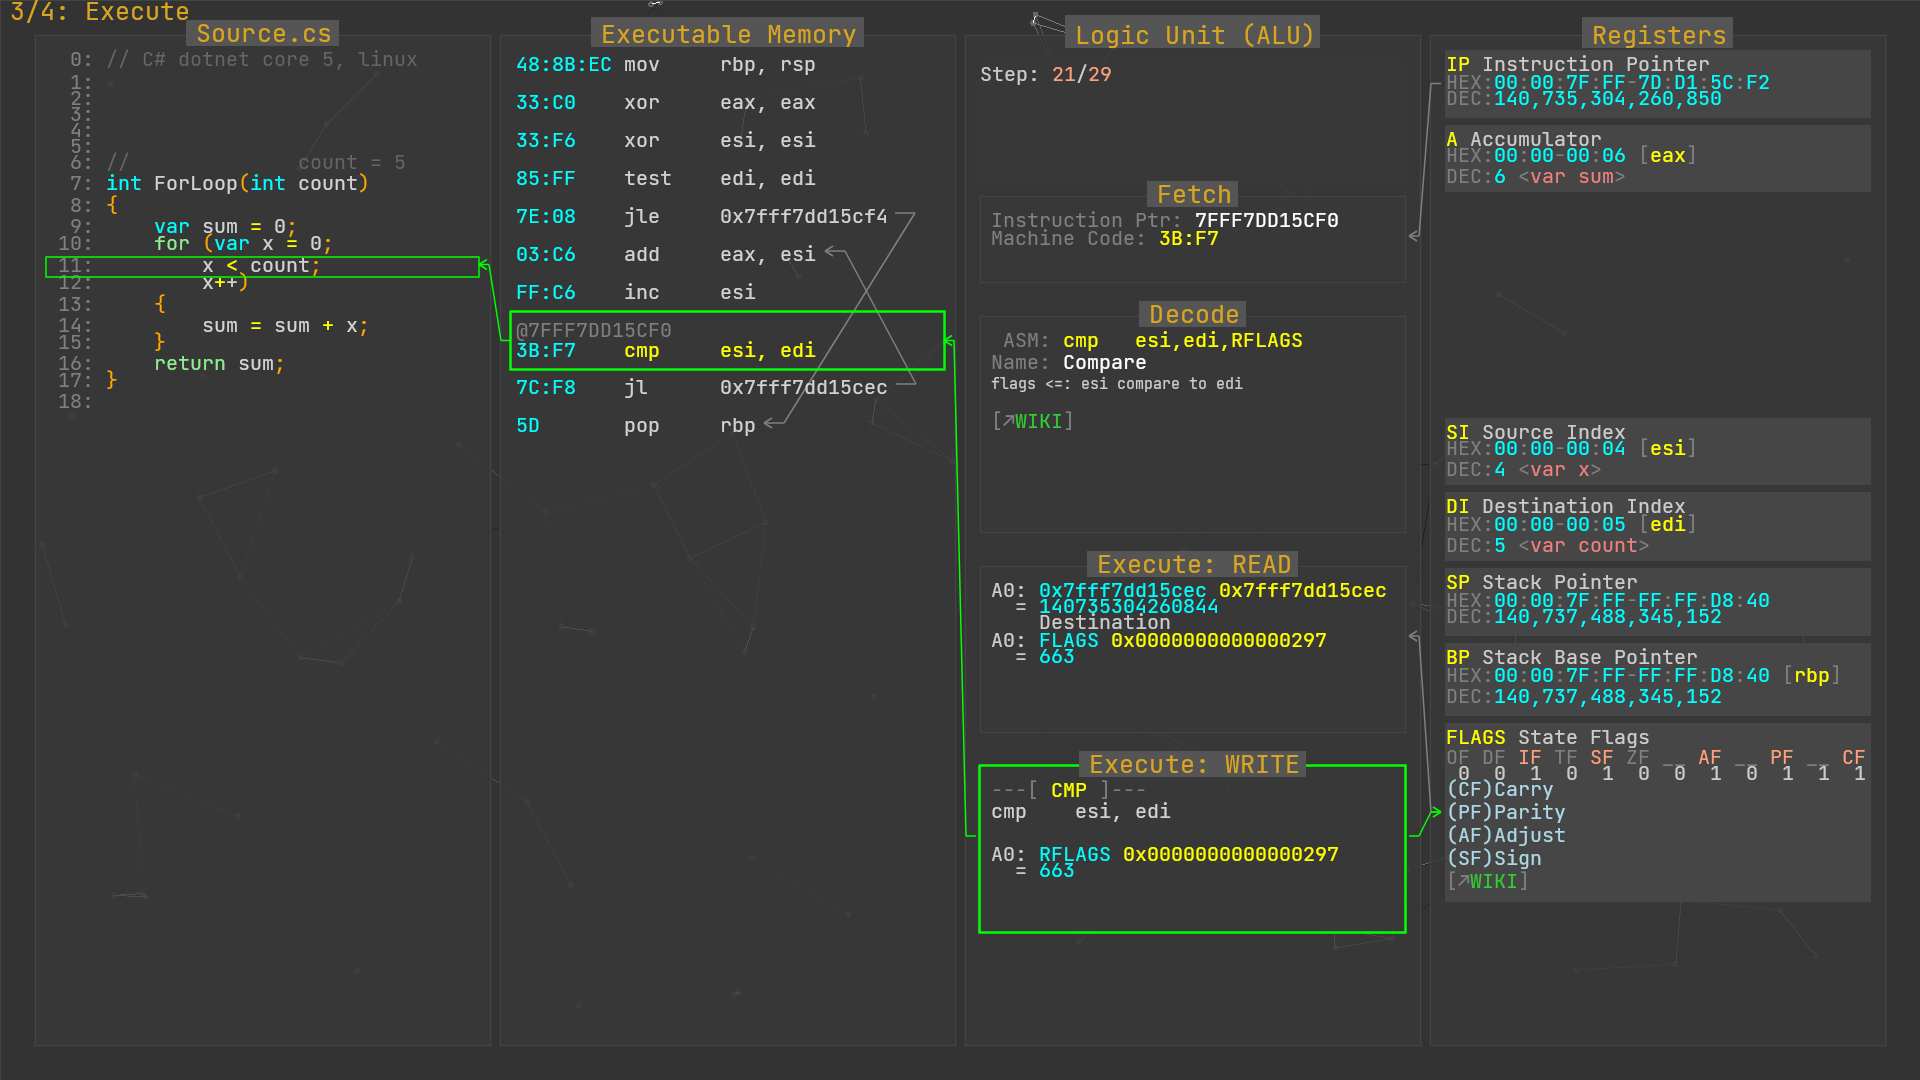 3/4: Execute
Source.cs
0: // C# dotnet core 5, linux
1:
2:
3:
4:
5:
6: // count = 5
7: int ForLoop(int count)
8: {
9: var sum = 0;
10: for (var x = 0;
11: x < count;
12: x++)
13: {
14: sum = sum + x;
15: }
16: return sum;
17: }
18:
Executable Memory
48:8B:EC mov rbp, rsp
33:C0 xor eax, eax
33:F6 xor esi, esi
85:FF test edi, edi
7E:08 jle 0x7fff7dd15cf4
03:C6 add eax, esi
FF:C6 inc esi
@7FFF7DD15CF0
3B:F7 cmp esi, edi
7C:F8 jl 0x7fff7dd15cec
5D pop rbp
Logic Unit (ALU)
Step: 21/29
Fetch
Instruction Ptr: 7FFF7DD15CF0
Machine Code: 3B:F7
Decode
ASM: cmp esi,edi,RFLAGS
Name: Compare
flags <=: esi compare to edi
[↗WIKI]
Execute: READ
A0: 0x7fff7dd15cec 0x7fff7dd15cec
= 140735304260844
Destination
A0: FLAGS 0x0000000000000297
= 663
Execute: WRITE
---[ CMP ]---
cmp esi, edi
A0: RFLAGS 0x0000000000000297
= 663
Registers
IP Instruction Pointer
HEX:00:00:7F:FF-7D:D1:5C:F2
DEC:140,735,304,260,850
A Accumulator
HEX:00:00-00:06 [eax]
DEC:6 <var sum>
SI Source Index
HEX:00:00-00:04 [esi]
DEC:4 <var x>
DI Destination Index
HEX:00:00-00:05 [edi]
DEC:5 <var count>
SP Stack Pointer
HEX:00:00:7F:FF-FF:FF:D8:40
DEC:140,737,488,345,152
BP Stack Base Pointer
HEX:00:00:7F:FF-FF:FF:D8:40 [rbp]
DEC:140,737,488,345,152
FLAGS State Flags
OF DF IF TF SF ZF __ AF __ PF __ CF
0 0 1 0 1 0 0 1 0 1 1 1
(CF)Carry
(PF)Parity
(AF)Adjust
(SF)Sign
[↗WIKI]